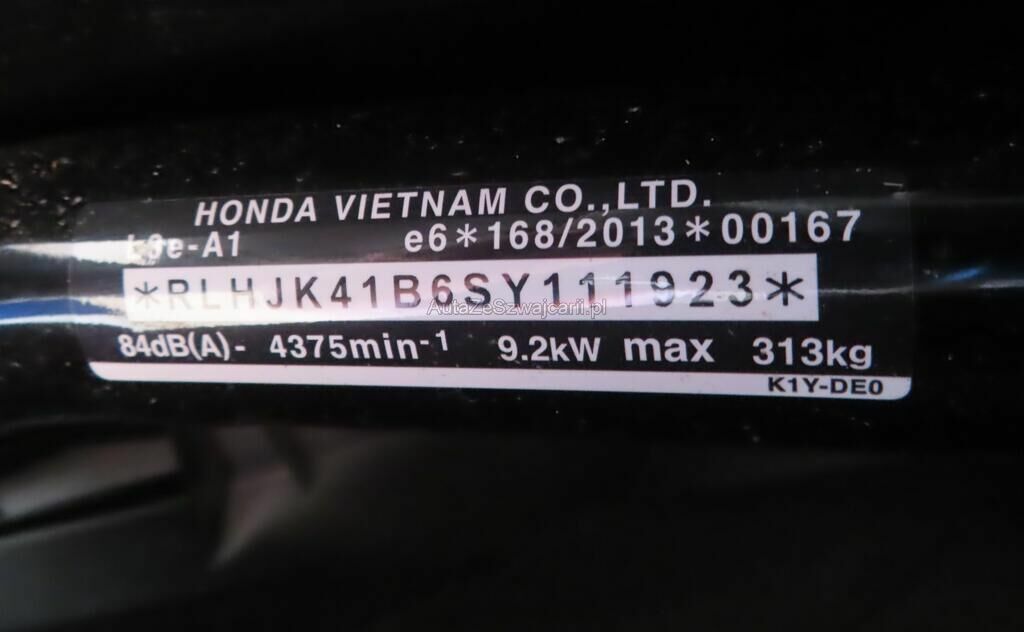 HONDA VIETNAM CO.,LTD.
L3e-A1 e6*168/2013*00167
*RLHJK41B6SY111923*
AutaZeSzwajcarii.pl
84dB(A)- 4375min-1 9.2kW max 313kg
K1Y-DE0